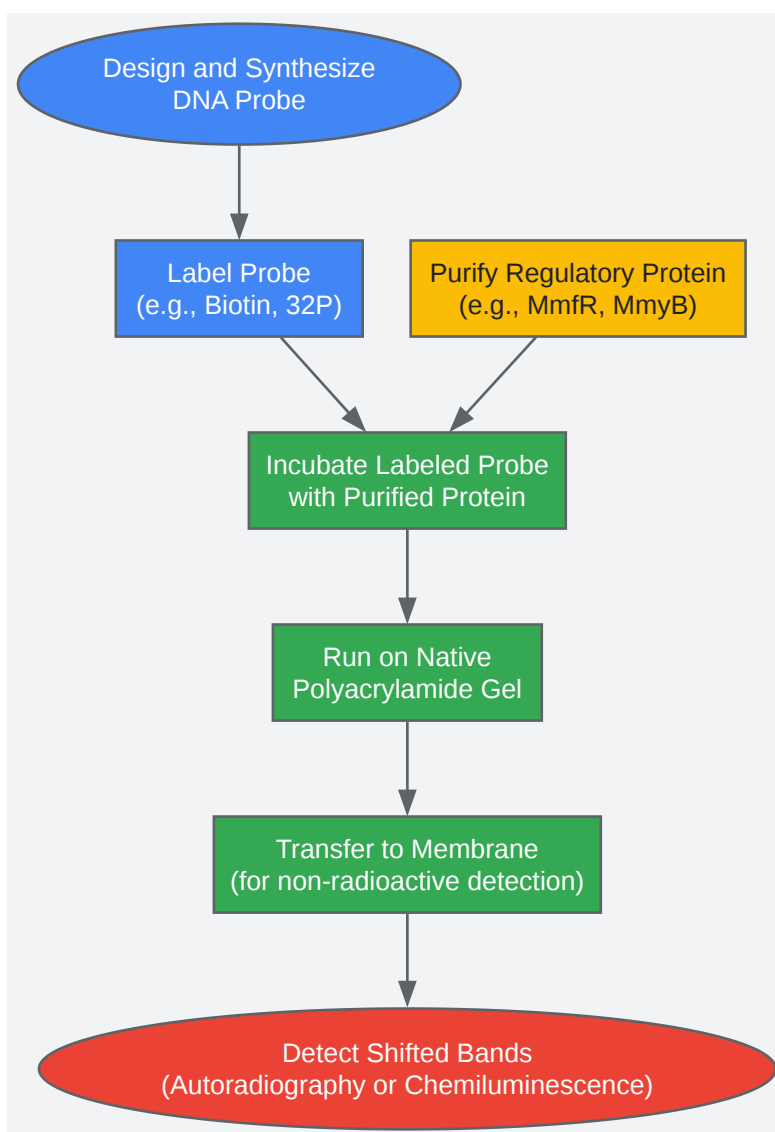 Design and Synthesize
DNA Probe
Label Probe
(e.g., Biotin, 32P)
Purify Regulatory Protein
(e.g., MmfR, MmyB)
Incubate Labeled Probe
with Purified Protein
Run on Native
Polyacrylamide Gel
Transfer to Membrane
(for non-radioactive detection)
Detect Shifted Bands
(Autoradiography or Chemiluminescence)